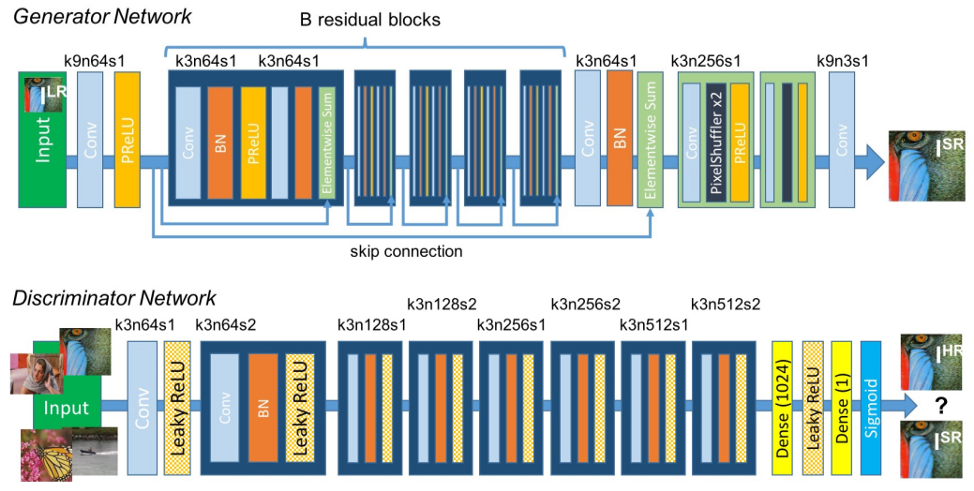 Generator Network
B residual blocks
k9n64s1
k3n64s1
k3n64s1
k3n64s1
k3n256s1
k9n3s1
I LR
Input
Conv
PReLU
Conv
BN
PReLU
Elementwise Sum
Conv
BN
Elementwise Sum
Conv
PixelShuffler x2
PReLU
Conv
I SR
skip connection
Discriminator Network
k3n128s2
k3n256s2
k3n512s2
k3n64s1
k3n64s2
k3n128s1
k3n256s1
k3n512s1
Input
Conv
Leaky ReLU
Conv
BN
Leaky ReLU
Dense (1024)
Leaky ReLU
Dense (1)
Sigmoid
I HR
?
I SR